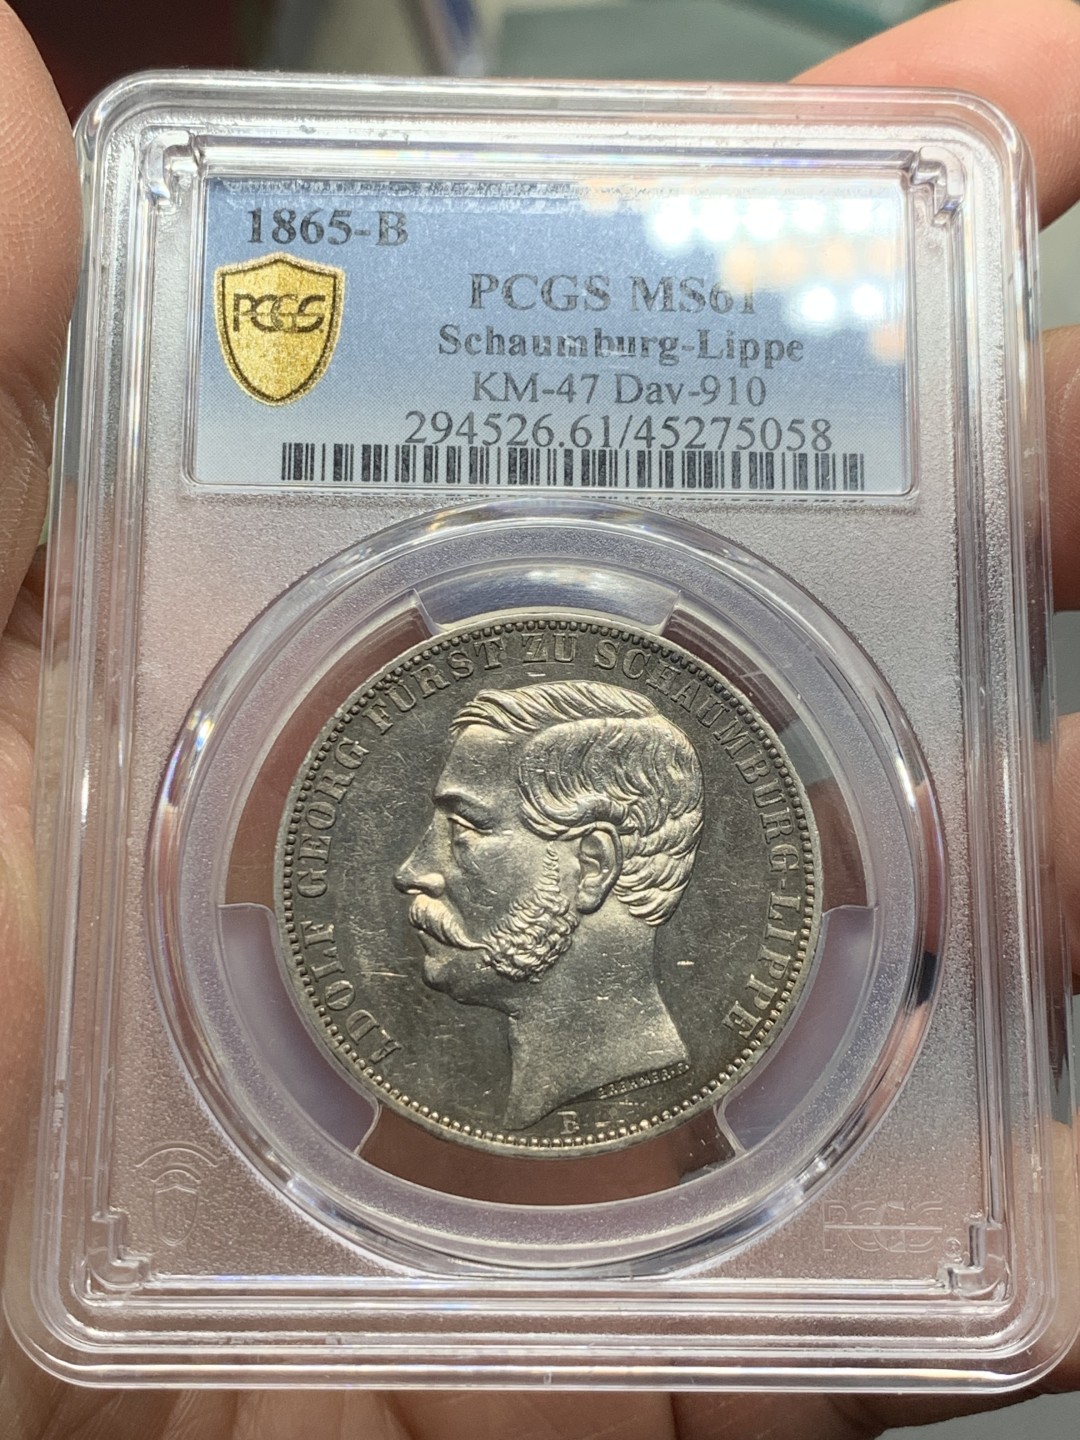 1865-B
PCGS
PCGS MS61
Schaumburg-Lippe
KM-47 Dav-910
294526.61/45275058
ADOLF GEORG FÜRST ZU SCHAUMBURG-LIPPE
B
PCGS